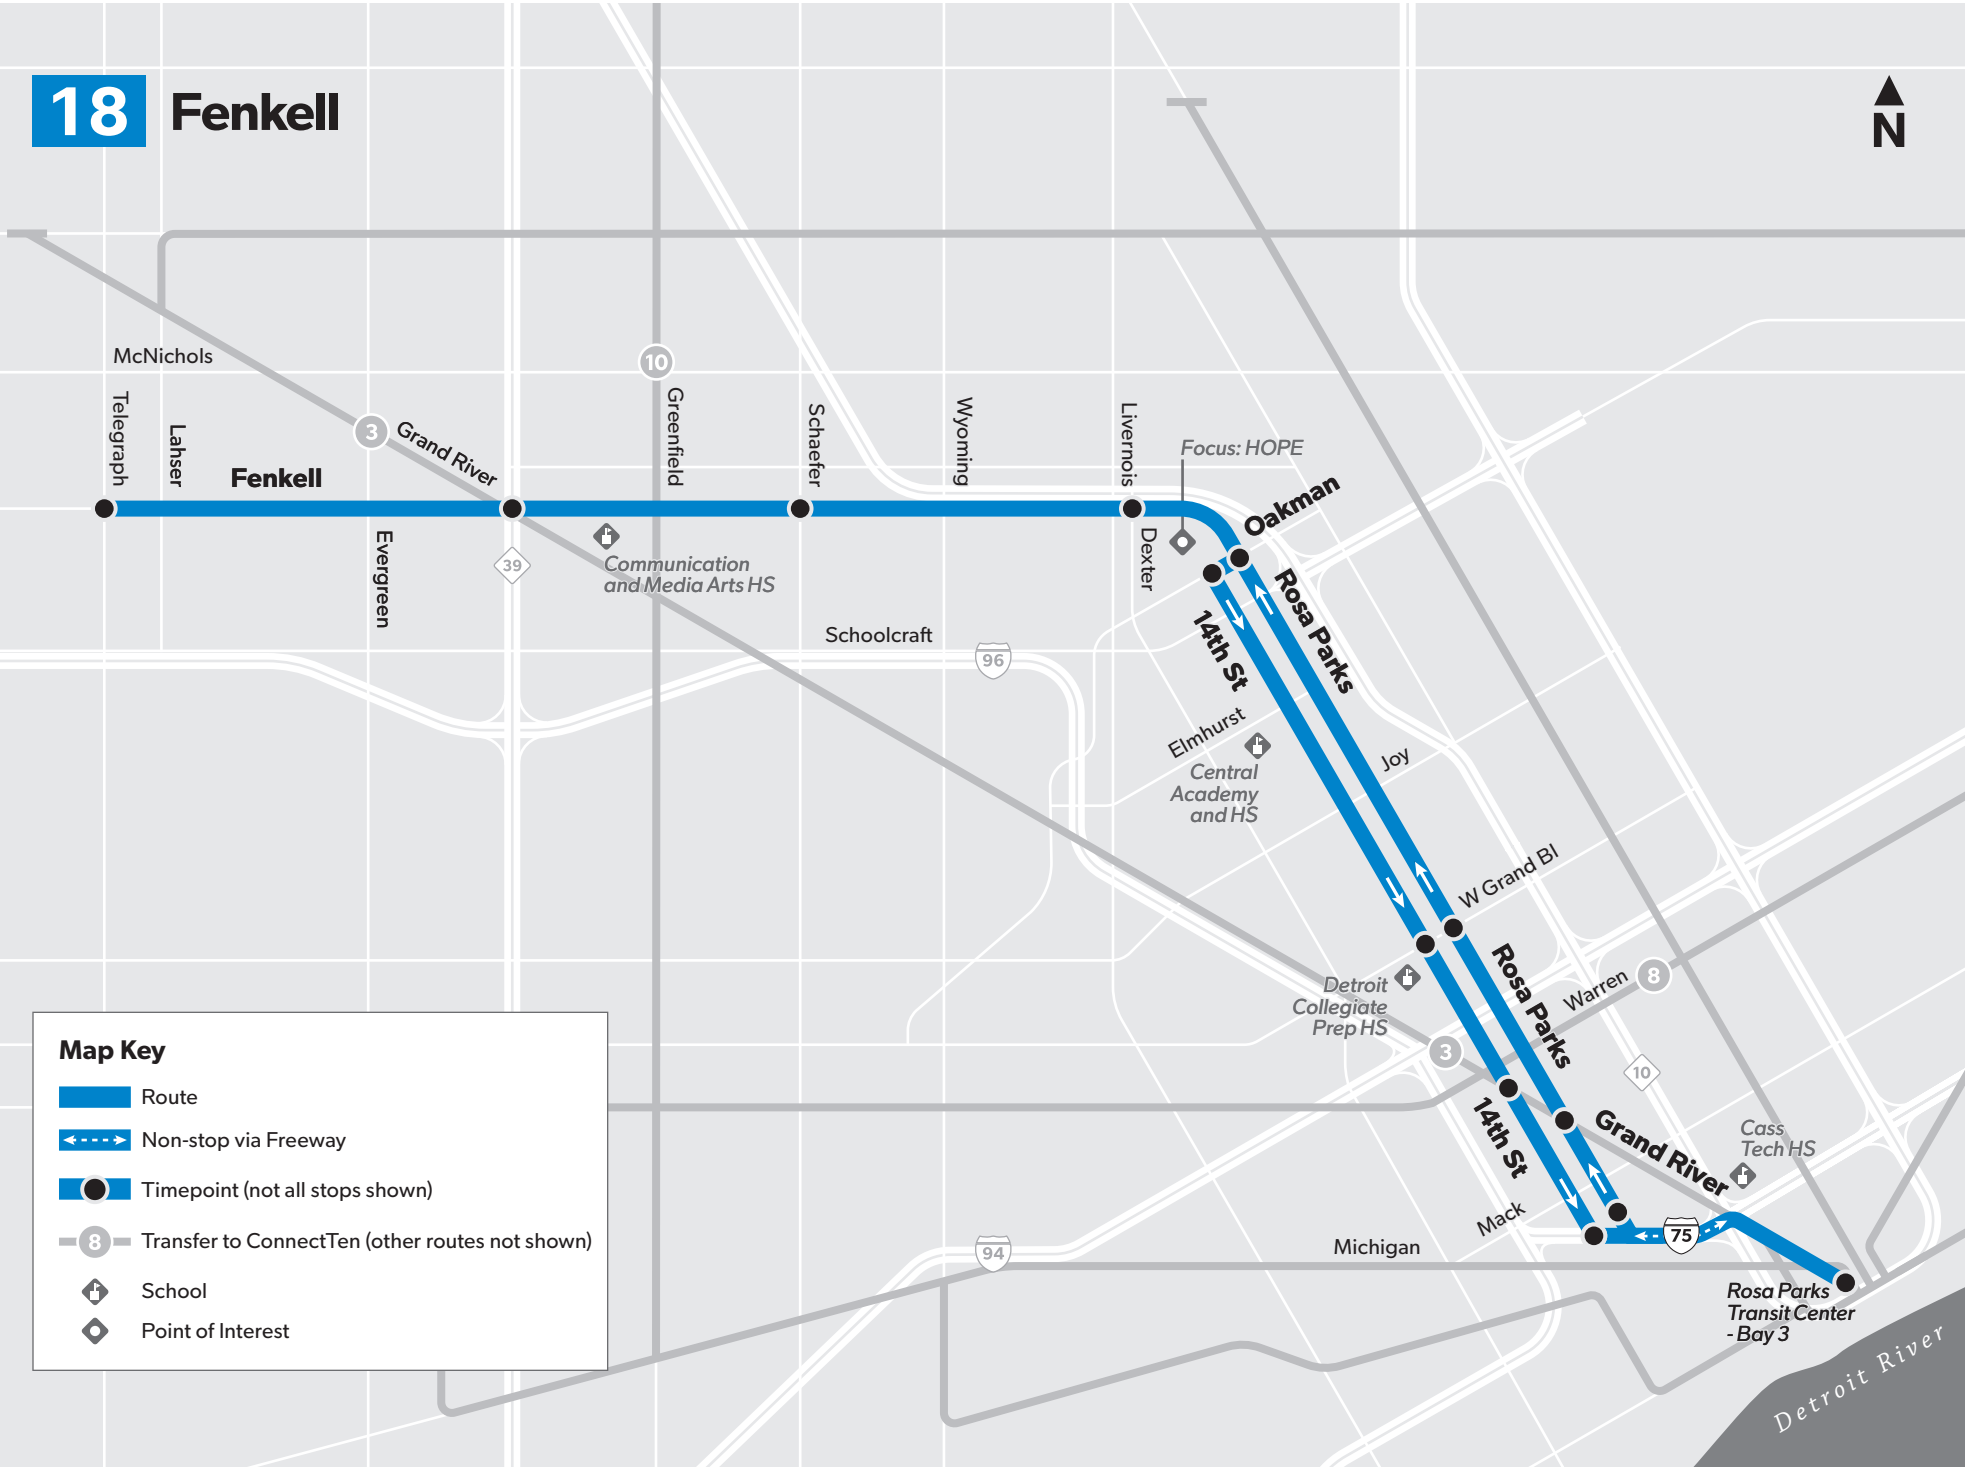 18 Fenkell
N
McNichols
10
Telegraph
Lahser
3
Grand River
Greenfield
Schaefer
Wyoming
Livernois
Focus: HOPE
Fenkell
Oakman
Evergreen
39
Communication
and Media Arts HS
Dexter
Rosa Parks
14th St
Schoolcraft
96
Elmhurst
Central
Academy
and HS
Joy
W Grand Bl
Rosa Parks
Detroit
Collegiate
Prep HS
Warren
8
3
10
14th St
Grand River
Cass
Tech HS
Mack
75
Michigan
94
Rosa Parks
Transit Center
- Bay 3
Detroit River
Map Key
Route
Non-stop via Freeway
Timepoint (not all stops shown)
8 Transfer to ConnectTen (other routes not shown)
School
Point of Interest